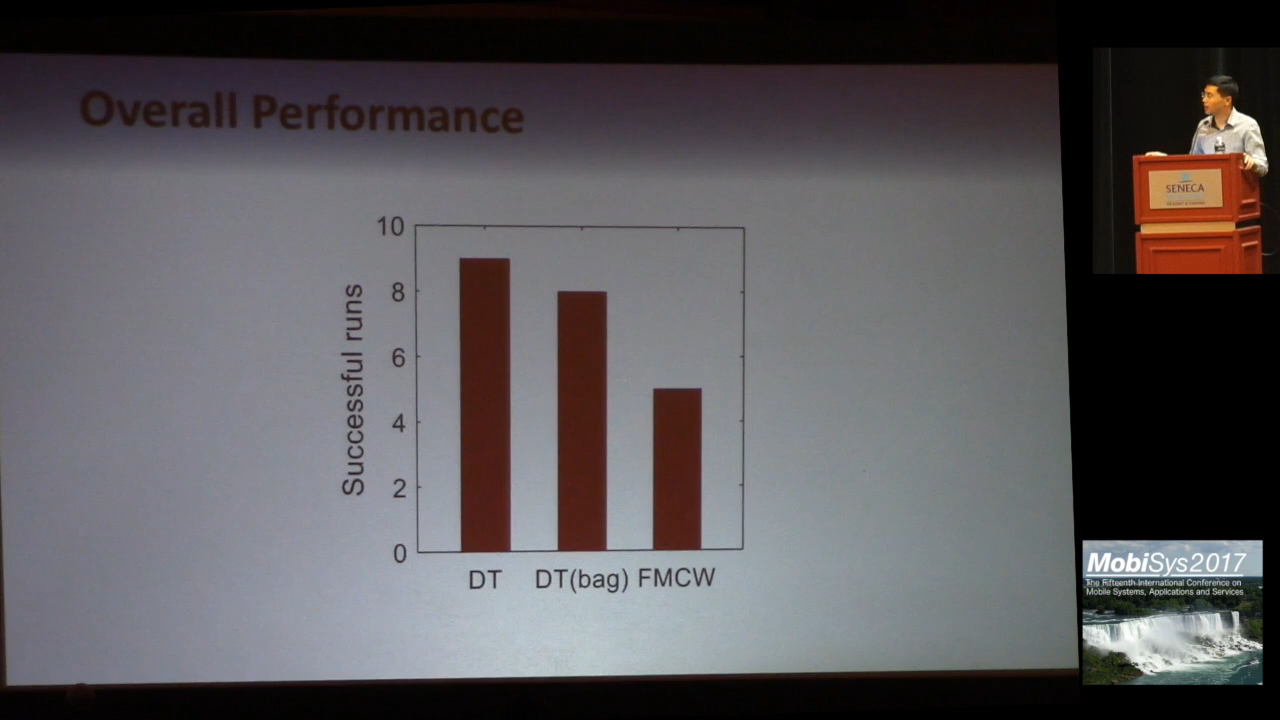 Overall Performance
10
8
6
4
2
0
Successful runs
DT
DT(bag)
FMCW
SENECA
MobiSys2017
The Fifteenth International Conference on
Mobile Systems, Applications and Services